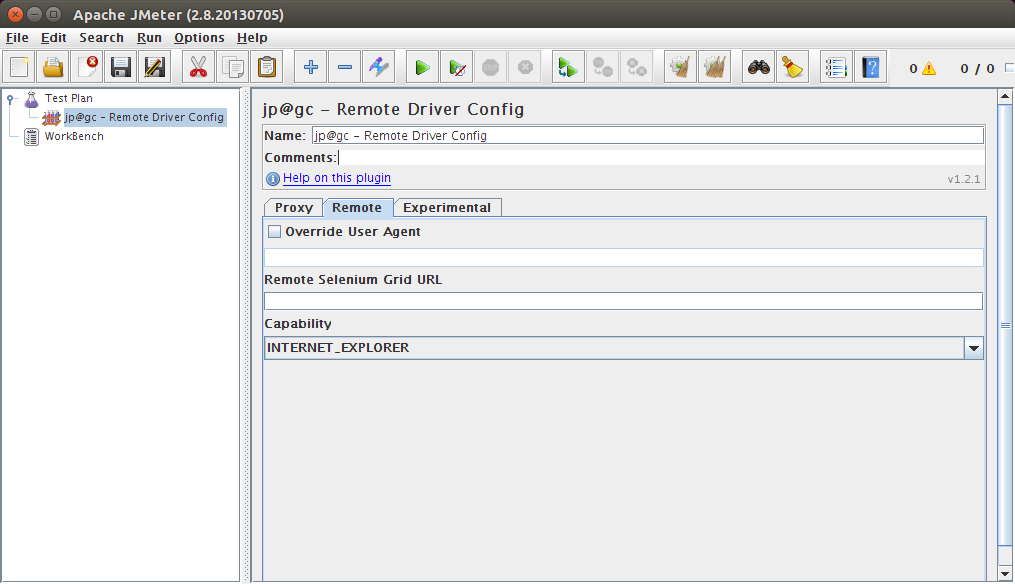 Apache JMeter (2.8.20130705)
File Edit Search Run Options Help
0 0 / 0
Test Plan
jp@gc – Remote Driver Config
WorkBench
jp@gc – Remote Driver Config
Name: jp@gc – Remote Driver Config
Comments:
Help on this plugin v1.2.1
Proxy Remote Experimental
Override User Agent
Remote Selenium Grid URL
Capability
INTERNET_EXPLORER